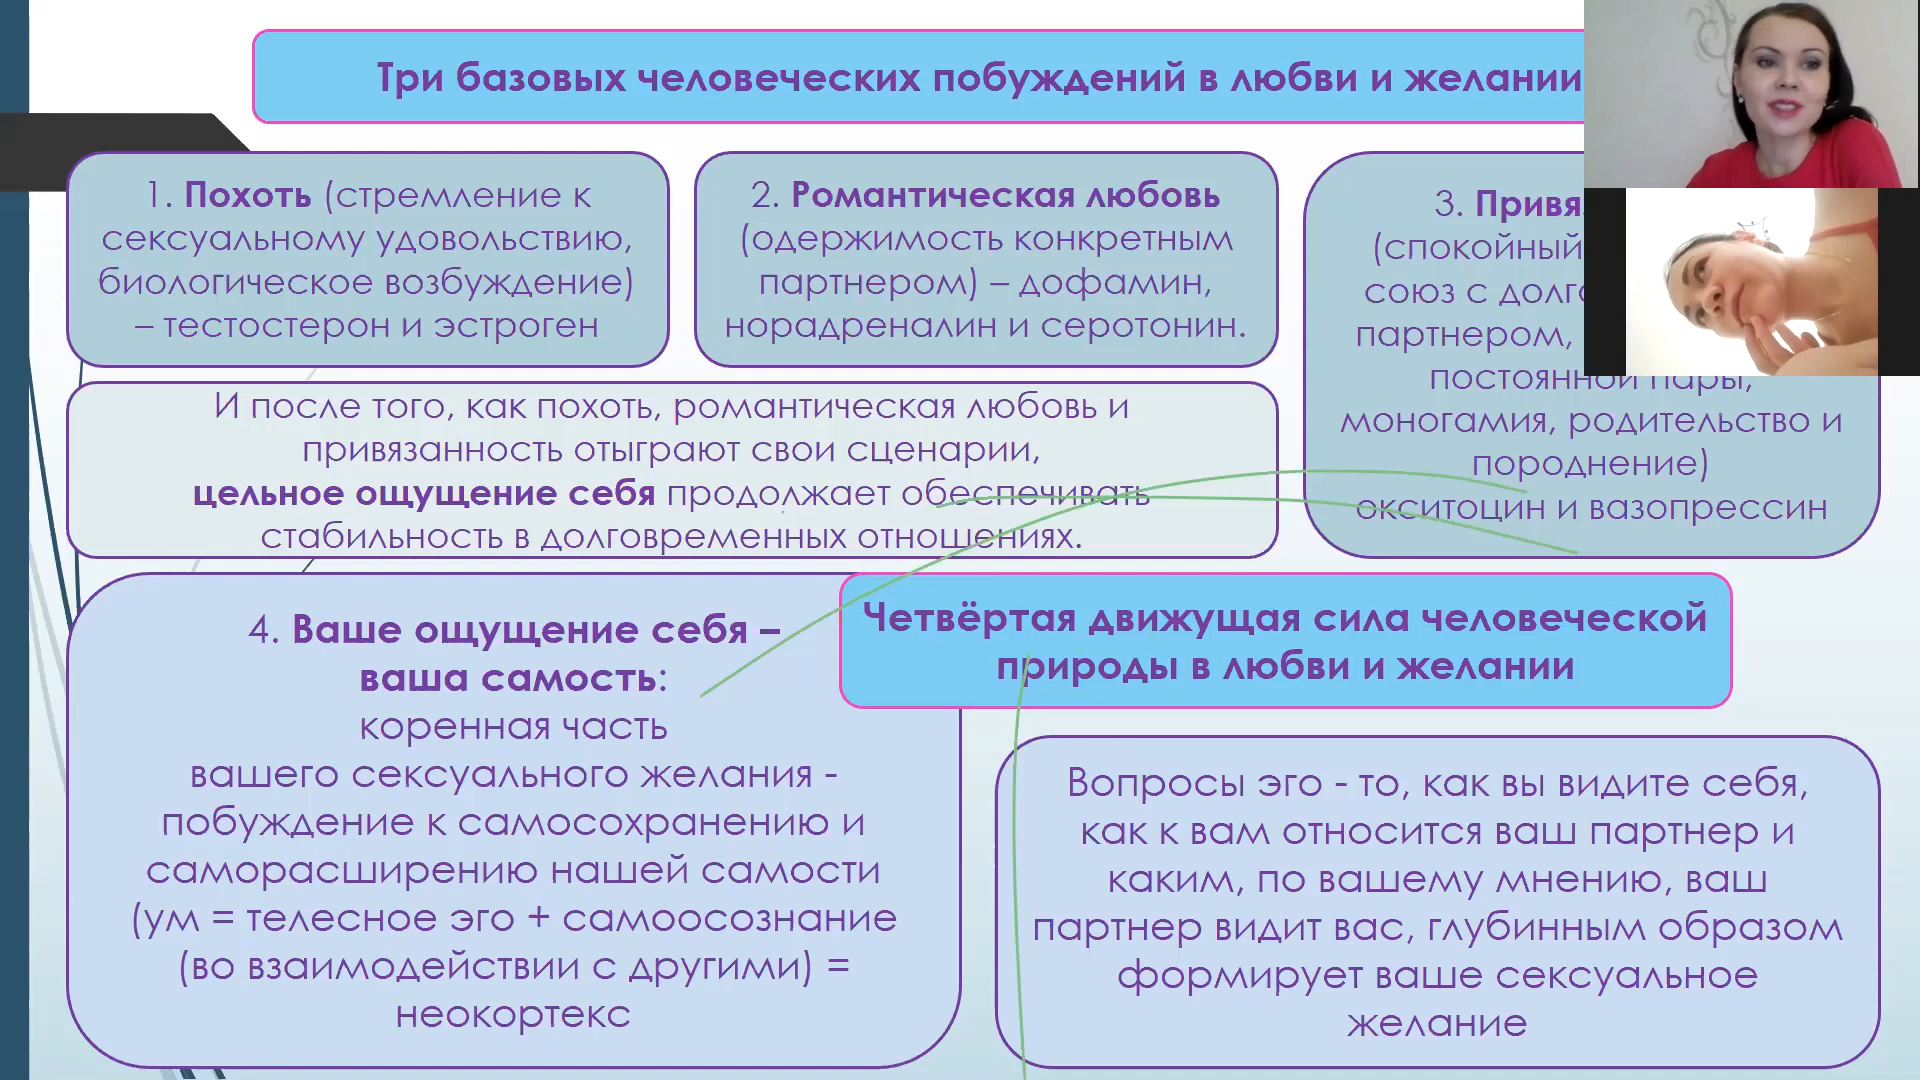 Три базовых человеческих побуждений в любви и желании
1. Похоть (стремление к
сексуальному удовольствию,
биологическое возбуждение)
– тестостерон и эстроген
2. Романтическая любовь
(одержимость конкретным
партнером) – дофамин,
норадреналин и серотонин.
3.
(спокойный
союз с
партнером,
постоянной пары,
моногамия, родительство и
породнение)
окситоцин и вазопрессин
И после того, как похоть, романтическая любовь и
привязанность отыграют свои сценарии,
цельное ощущение себя продолжает обеспечивать
стабильность в долговременных отношениях.
4. Ваше ощущение себя –
ваша самость:
коренная часть
вашего сексуального желания -
побуждение к самосохранению и
саморасширению нашей самости
(ум = телесное эго + самоосознание
(во взаимодействии с другими) =
неокортекс
Четвёртая движущая сила человеческой
природы в любви и желании
Вопросы эго - то, как вы видите себя,
как к вам относится ваш партнер и
каким, по вашему мнению, ваш
партнер видит вас, глубинным образом
формирует ваше сексуальное
желание